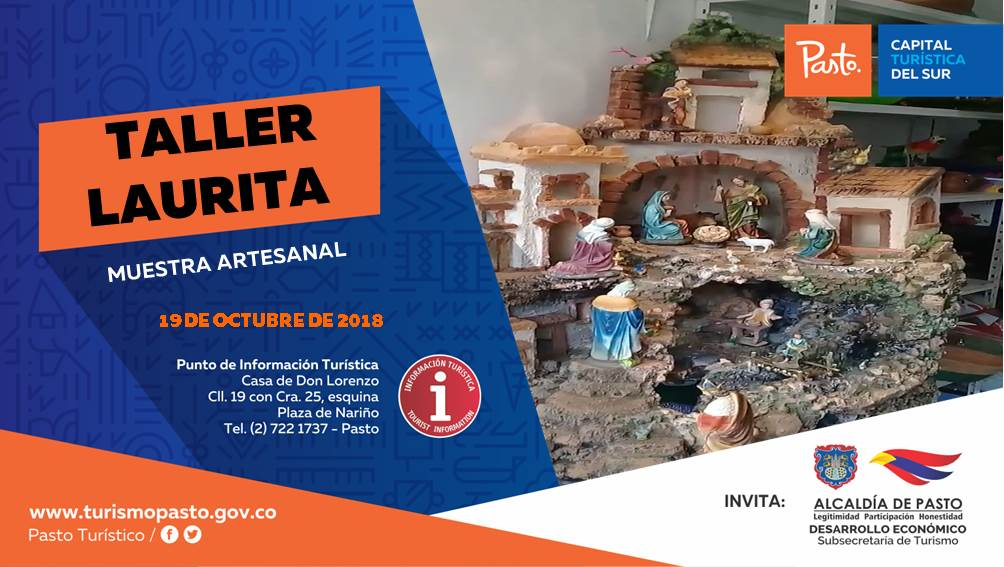 Pasto.
CAPITAL
TURÍSTICA
DEL SUR
TALLER
LAURITA
MUESTRA ARTESANAL
19 DE OCTUBRE DE 2018
Punto de Información Turística
Casa de Don Lorenzo
Cll. 19 con Cra. 25, esquina
Plaza de Nariño
Tel. (2) 722 1737 - Pasto
INFORMACIÓN TURÍSTICA
i
TOURIST INFORMATION
www.turismopasto.gov.co
Pasto Turístico /
INVITA:
ALCALDÍA DE PASTO
Legitimidad Participación Honestidad
DESARROLLO ECONÓMICO
Subsecretaría de Turismo